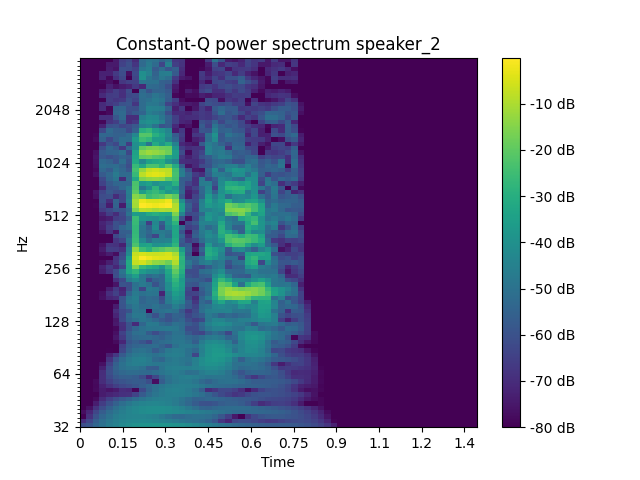 Constant-Q power spectrum speaker_2
Hz
2048
1024
512
256
128
64
32
0 0.15 0.3 0.45 0.6 0.75 0.9 1.1 1.2 1.4
Time
-10 dB
-20 dB
-30 dB
-40 dB
-50 dB
-60 dB
-70 dB
-80 dB